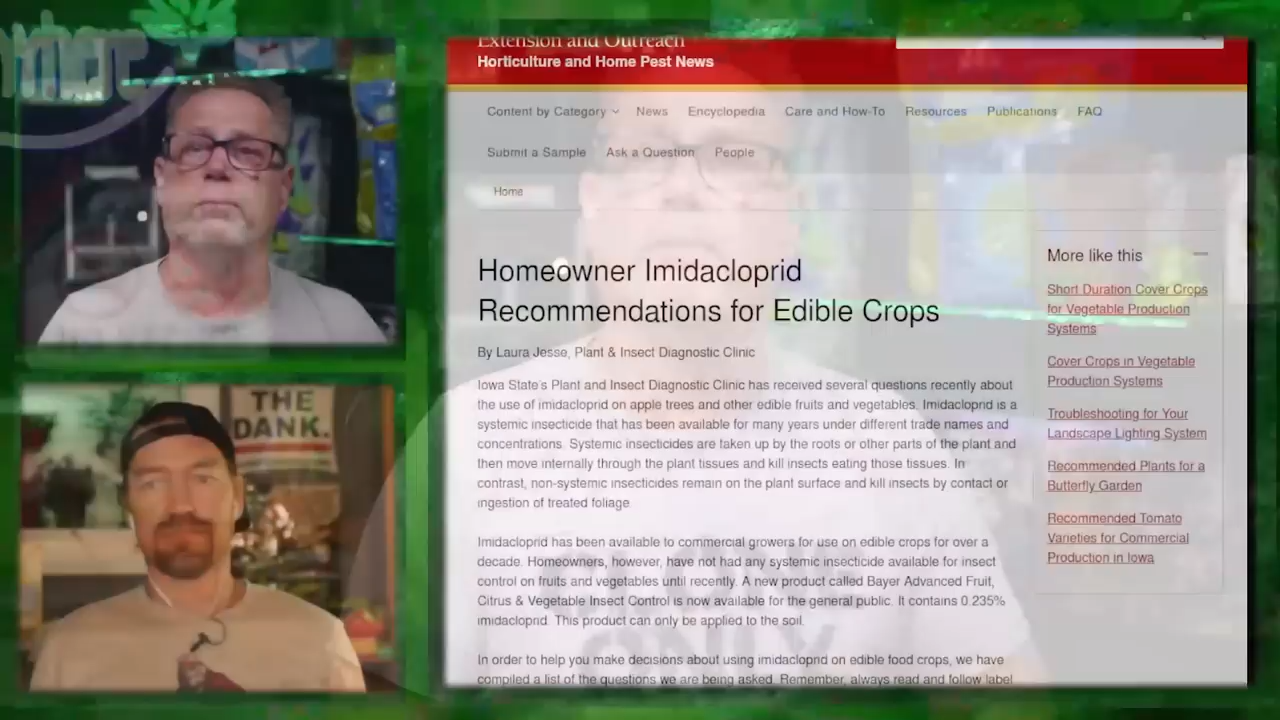 THE
DANK.
Extension and Outreach
Horticulture and Home Pest News
Content by Category News Encyclopedia Care and How-To Resources Publications FAQ
Submit a Sample Ask a Question People
Home
Homeowner Imidacloprid
Recommendations for Edible Crops
By Laura Jesse, Plant & Insect Diagnostic Clinic
Iowa State's Plant and Insect Diagnostic Clinic has received several questions recently about
the use of imidacloprid on apple trees and other edible fruits and vegetables. Imidacloprid is a
systemic insecticide that has been available for many years under different trade names and
concentrations. Systemic insecticides are taken up by the roots or other parts of the plant and
then move internally through the plant tissues and kill insects eating those tissues. In
contrast, non-systemic insecticides remain on the plant surface and kill insects by contact or
ingestion of treated foliage.
Imidacloprid has been available to commercial growers for use on edible crops for over a
decade. Homeowners, however, have not had any systemic insecticide available for insect
control on fruits and vegetables until recently. A new product called Bayer Advanced Fruit,
Citrus & Vegetable Insect Control is now available for the general public. It contains 0.235%
imidacloprid. This product can only be applied to the soil.
In order to help you make decisions about using imidacloprid on edible food crops, we have
compiled a list of the questions we are being asked. Remember, always read and follow label
More like this
Short Duration Cover Crops
for Vegetable Production
Systems
Cover Crops in Vegetable
Production Systems
Troubleshooting for Your
Landscape Lighting System
Recommended Plants for a
Butterfly Garden
Recommended Tomato
Varieties for Commercial
Production in Iowa